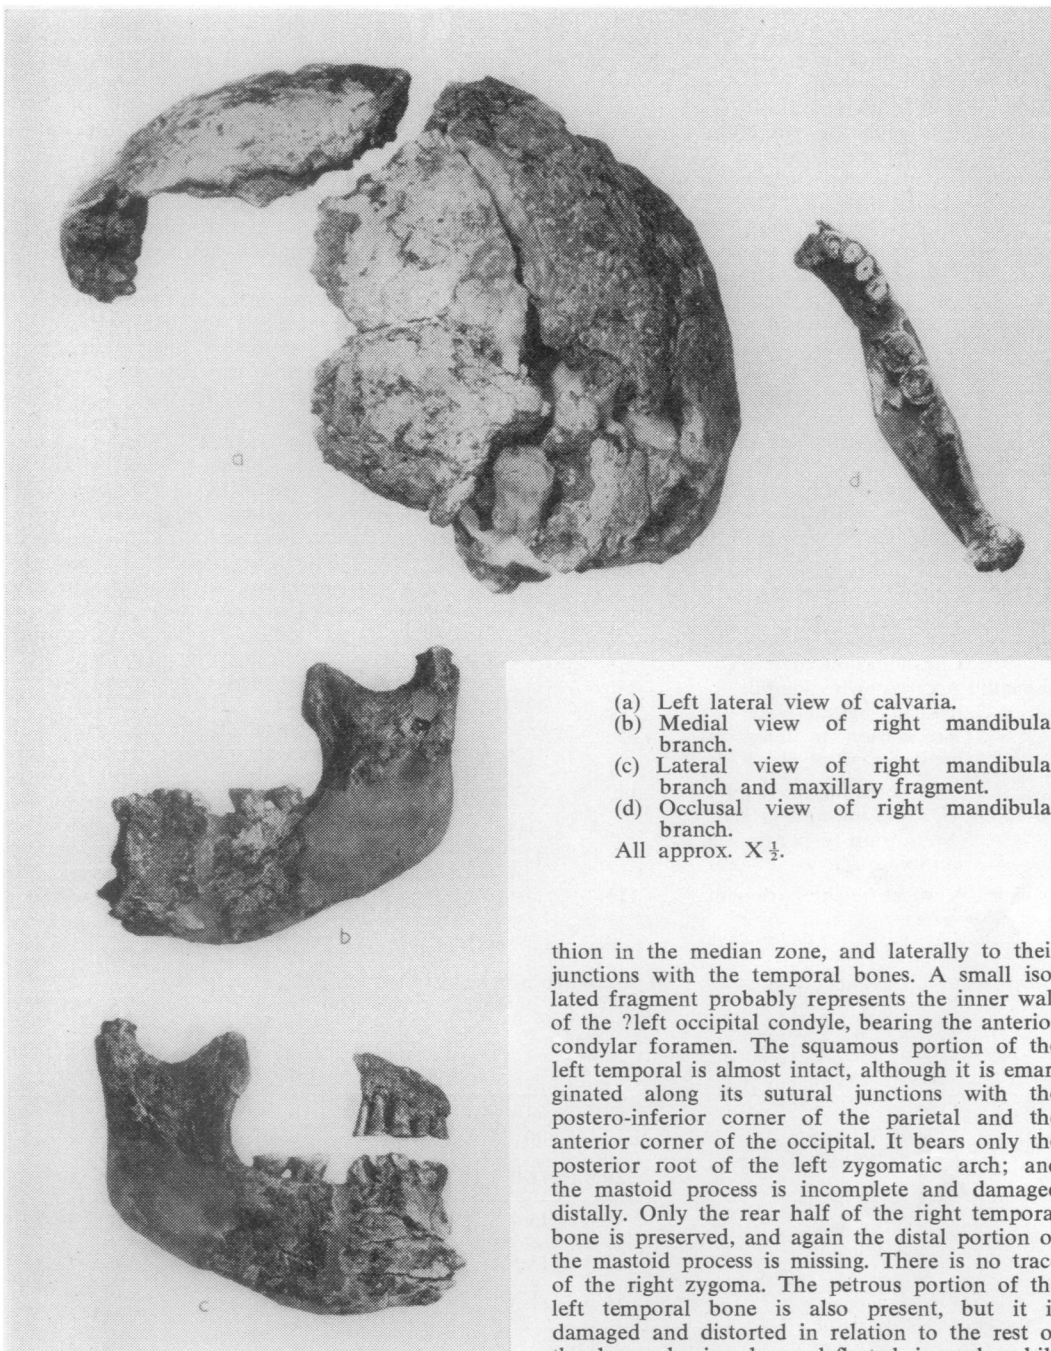 a
d
b
c
(a) Left lateral view of calvaria.
(b) Medial view of right mandibula
branch.
(c) Lateral view of right mandibula
branch and maxillary fragment.
(d) Occlusal view of right mandibula
branch.
All approx. X ½.
thion in the median zone, and laterally to thei
junctions with the temporal bones. A small iso
lated fragment probably represents the inner wal
of the ?left occipital condyle, bearing the anterio
condylar foramen. The squamous portion of th
left temporal is almost intact, although it is emar
ginated along its sutural junctions with th
postero-inferior corner of the parietal and th
anterior corner of the occipital. It bears only th
posterior root of the left zygomatic arch; an
the mastoid process is incomplete and damage
distally. Only the rear half of the right tempora
bone is preserved, and again the distal portion o
the mastoid process is missing. There is no trac
of the right zygoma. The petrous portion of th
left temporal bone is also present, but it i
damaged and distorted in relation to the rest o